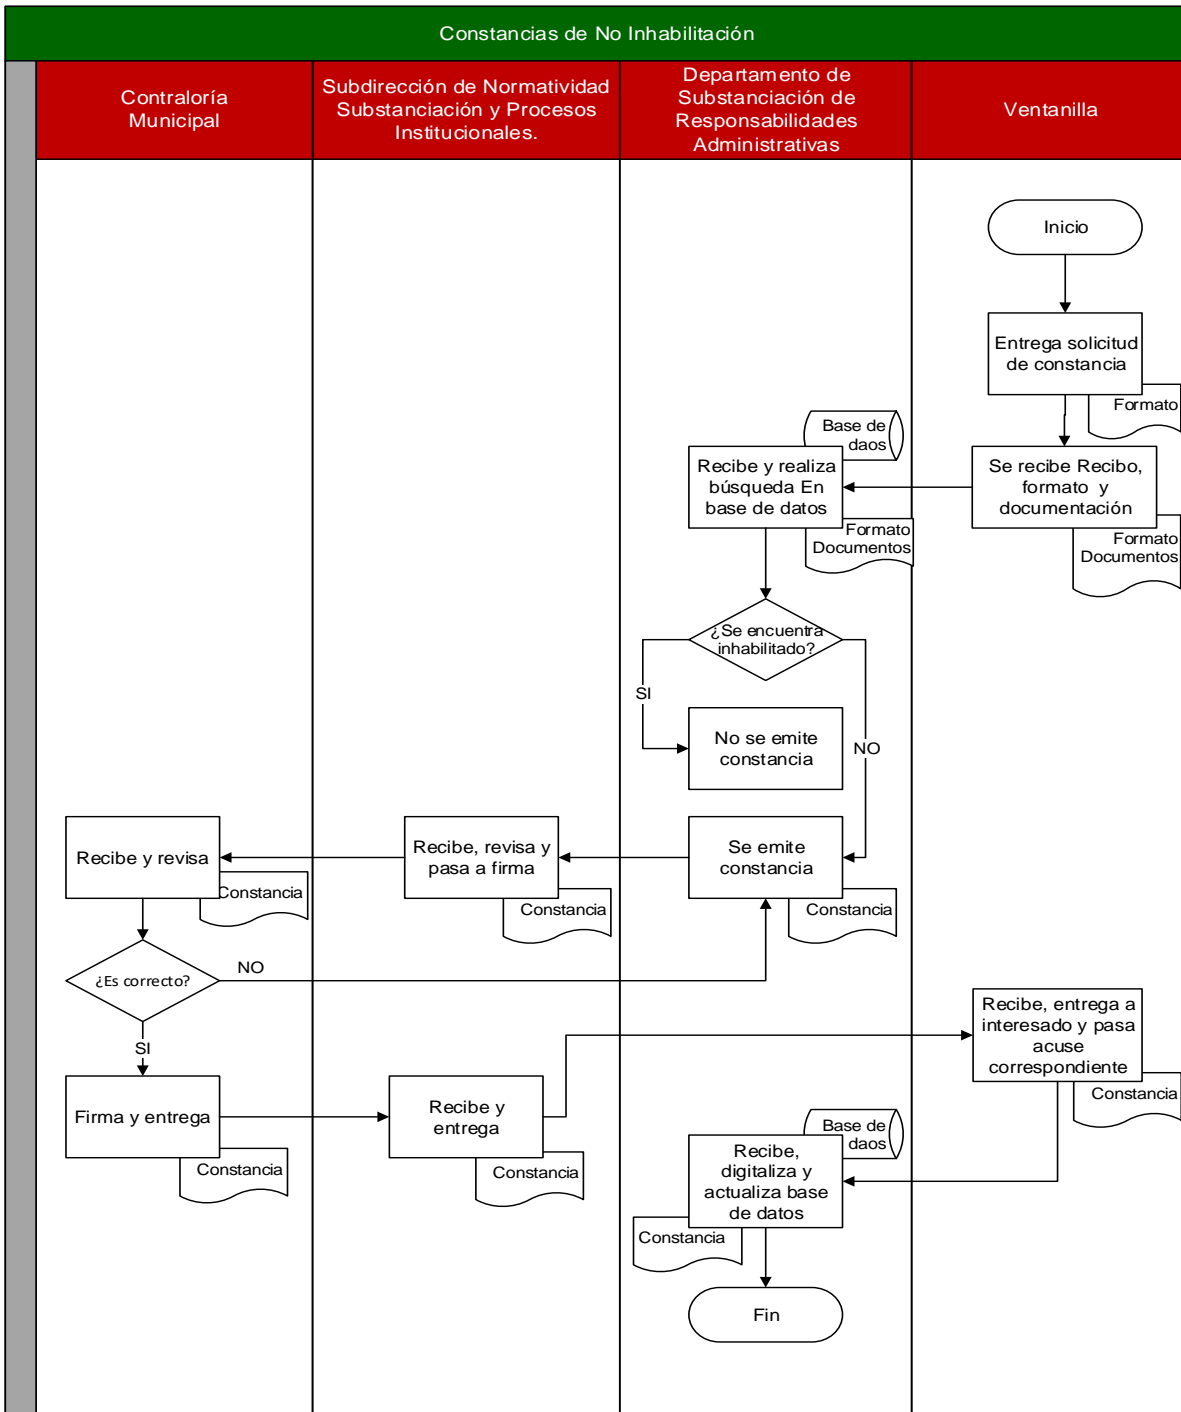 Constancias de No Inhabilitación
Contraloría
Municipal
Subdirección de Normatividad
Substanciación y Procesos
Institucionales.
Departamento de
Substanciación de
Responsabilidades
Administrativas
Ventanilla
Inicio
Entrega solicitud
de constancia
Formato
Se recibe Recibo,
formato y
documentación
Formato
Documentos
Base de
daos
Recibe y realiza
búsqueda En
base de datos
Formato
Documentos
¿Se encuentra
inhabilitado?
SI
NO
No se emite
constancia
Se emite
constancia
Constancia
Recibe, revisa y
pasa a firma
Constancia
Recibe y revisa
Constancia
¿Es correcto?
NO
SI
Firma y entrega
Constancia
Recibe y
entrega
Constancia
Recibe, entrega a
interesado y pasa
acuse
correspondiente
Constancia
Base de
daos
Recibe,
digitaliza y
actualiza base
de datos
Constancia
Fin